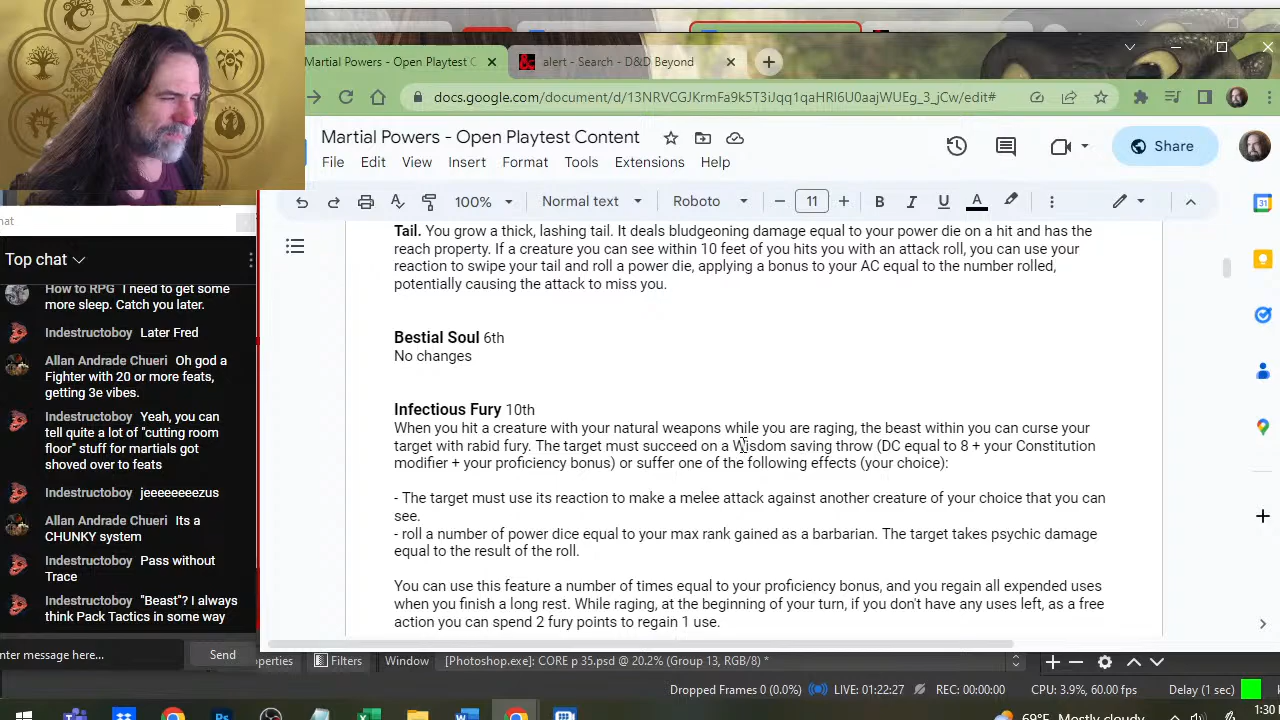 Martial Powers - Open Playtest C
alert - Search - D&D Beyond
docs.google.com/document/d/13NRVCGJKrmFa9k5T3iJqq1qaHRI6U0aajWUEg_3_jCw/edit#
Martial Powers - Open Playtest Content
File Edit View Insert Format Tools Extensions Help
Share
100% Normal text Roboto 11
Top chat
How to RPG I need to get some
more sleep. Catch you later.
Indestructoboy Later Fred
Allan Andrade Chueri Oh god a
Fighter with 20 or more feats,
getting 3e vibes.
Indestructoboy Yeah, you can
tell quite a lot of "cutting room
floor" stuff for martials got
shoved over to feats
Indestructoboy jeeeeeeezus
Allan Andrade Chueri Its a
CHUNKY system
Indestructoboy Pass without
Trace
Indestructoboy "Beast"? I always
think Pack Tactics in some way
nter message here...
Send
Tail. You grow a thick, lashing tail. It deals bludgeoning damage equal to your power die on a hit and has the
reach property. If a creature you can see within 10 feet of you hits you with an attack roll, you can use your
reaction to swipe your tail and roll a power die, applying a bonus to your AC equal to the number rolled,
potentially causing the attack to miss you.
Bestial Soul 6th
No changes
Infectious Fury 10th
When you hit a creature with your natural weapons while you are raging, the beast within you can curse your
target with rabid fury. The target must succeed on a Wisdom saving throw (DC equal to 8 + your Constitution
modifier + your proficiency bonus) or suffer one of the following effects (your choice):
- The target must use its reaction to make a melee attack against another creature of your choice that you can
see.
- roll a number of power dice equal to your max rank gained as a barbarian. The target takes psychic damage
equal to the result of the roll.
You can use this feature a number of times equal to your proficiency bonus, and you regain all expended uses
when you finish a long rest. While raging, at the beginning of your turn, if you don't have any uses left, as a free
action you can spend 2 fury points to regain 1 use.
operties Filters Window [Photoshop.exe]: CORE p 35.psd @ 20.2% (Group 13, RGB/8) *
Dropped Frames 0 (0.0%) LIVE: 01:22:27 REC: 00:00:00 CPU: 3.9%, 60.00 fps Delay (1 sec)
69°F Mostly cloudy 1:30